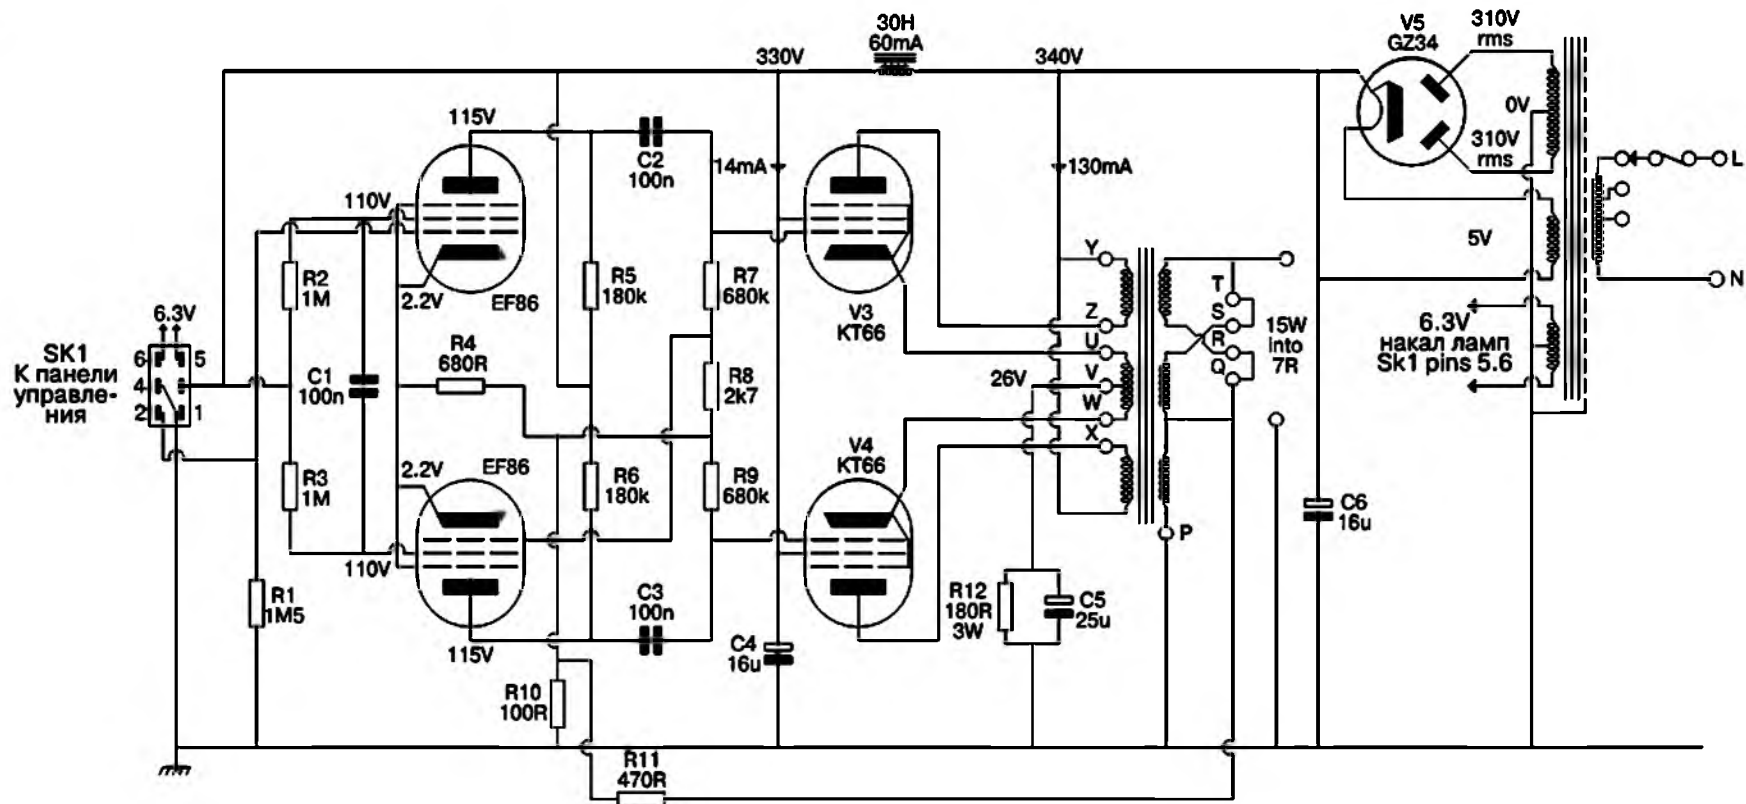 30H
60mA
V5
GZ34
310V
rms
330V
340V
115V
C2
100n
14mA
130mA
0V
310V
rms
L
110V
R2
1M
2.2V
EF86
R5
180k
R7
680k
V3
KT66
Y
Z
U
V
W
X
T
S
R
Q
15W
into
7R
5V
N
6.3V
накал ламп
Sk1 pins 5.6
6.3V
SK1
К панели
управле-
ния
6
5
4
2
1
C1
100n
R4
680R
R8
2k7
26V
R3
1M
2.2V
EF86
R6
180k
R9
680k
V4
KT66
P
C6
16u
110V
R1
1M5
115V
C3
100n
C4
16u
R12
180R
3W
C5
25u
R10
100R
R11
470R